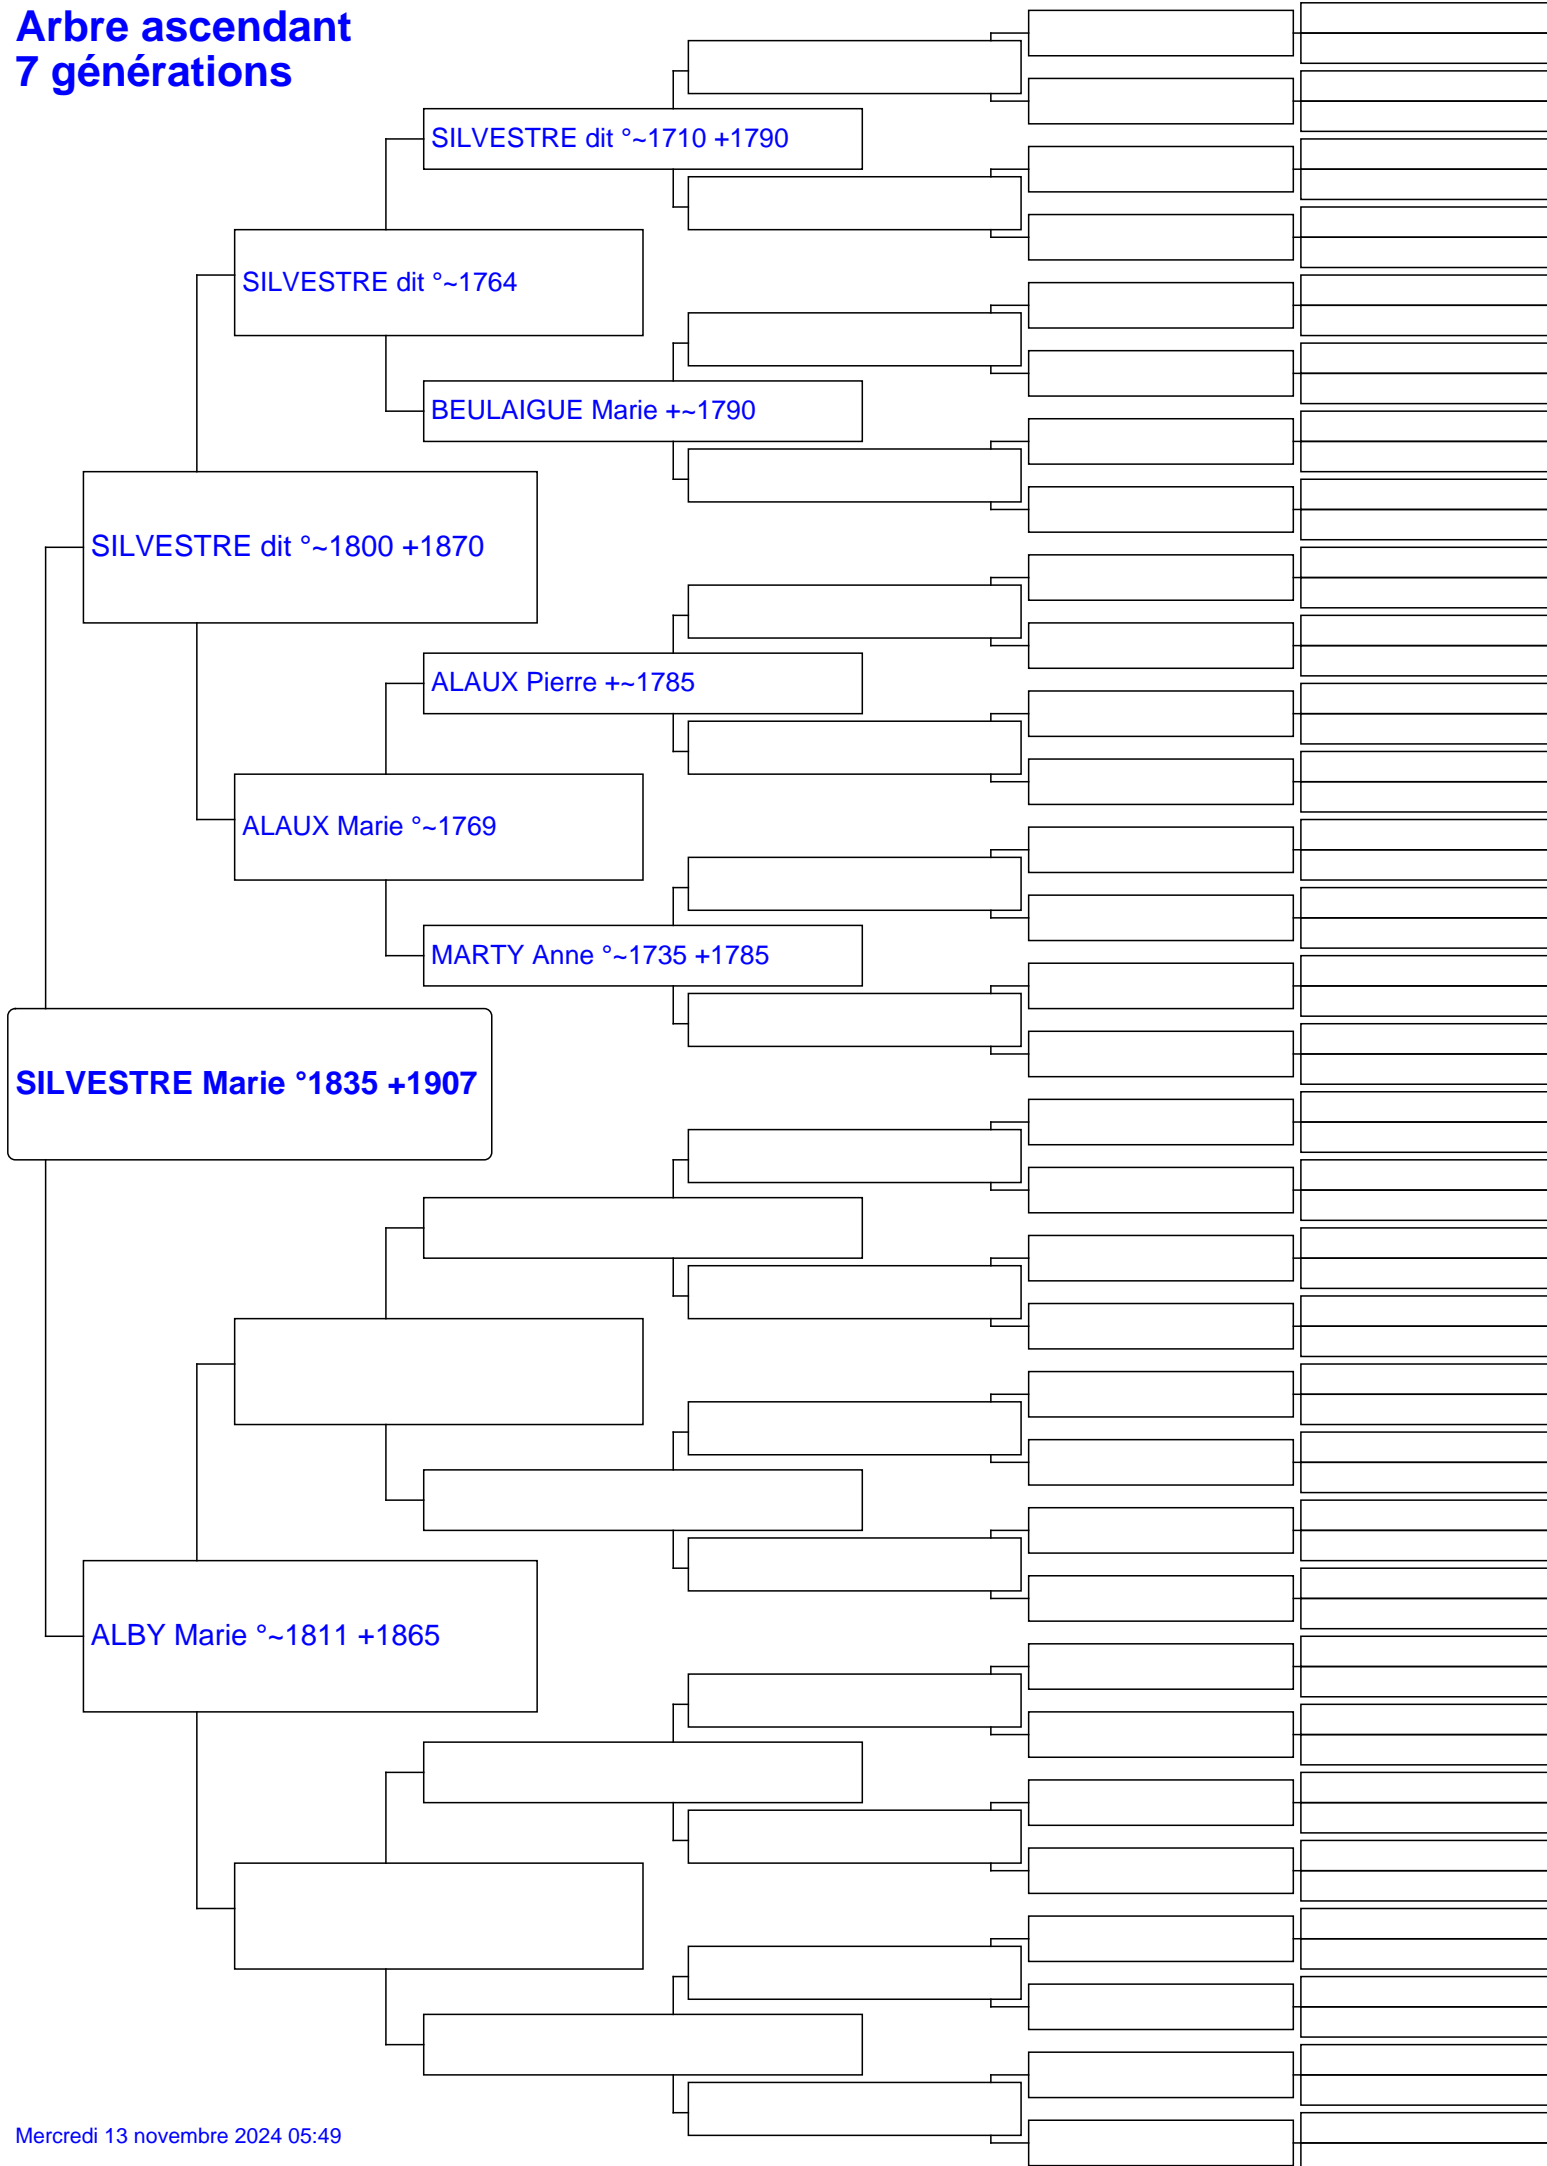 Arbre ascendant
7 générations
SILVESTRE dit °~1710 +1790
SILVESTRE dit °~1764
BEULAIGUE Marie +~1790
SILVESTRE dit °~1800 +1870
ALAUX Pierre +~1785
ALAUX Marie °~1769
MARTY Anne °~1735 +1785
SILVESTRE Marie °1835 +1907
ALBY Marie °~1811 +1865
Mercredi 13 novembre 2024 05:49